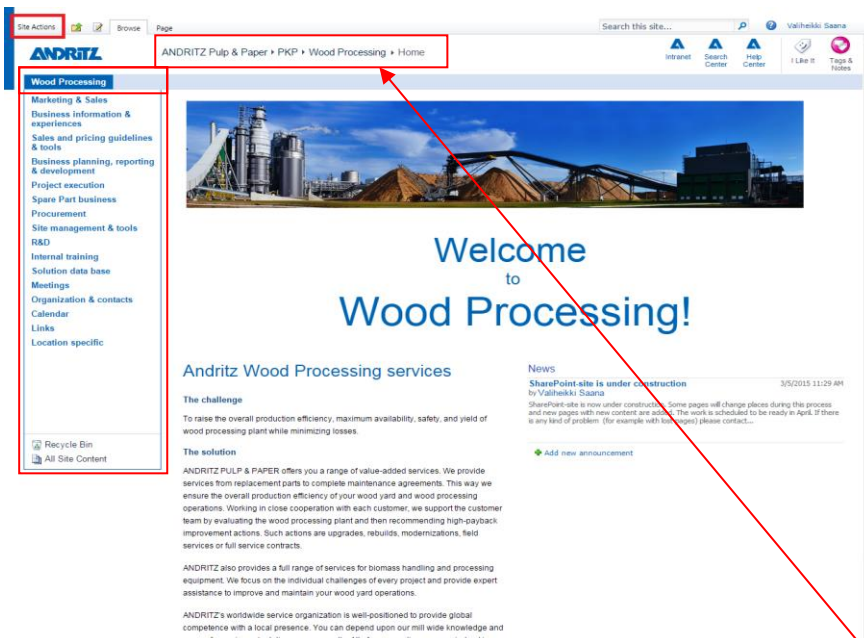 Site Actions
Browse
Page
Search this site...
Valiheikki Saana
ANDRITZ
ANDRITZ Pulp & Paper ▸ PKP ▸ Wood Processing ▸ Home
Intranet
Search Center
Help Center
I Like It
Tags & Notes
Wood Processing
Marketing & Sales
Business information &
experiences
Sales and pricing guidelines
& tools
Business planning, reporting
& development
Project execution
Spare Part business
Procurement
Site management & tools
R&D
Internal training
Solution data base
Meetings
Organization & contacts
Calendar
Links
Location specific
Recycle Bin
All Site Content
Welcome
to
Wood Processing!
Andritz Wood Processing services
The challenge
To raise the overall production efficiency, maximum availability, safety, and yield of
wood processing plant while minimizing losses.
The solution
ANDRITZ PULP & PAPER offers you a range of value-added services. We provide
services from replacement parts to complete maintenance agreements. This way we
ensure the overall production efficiency of your wood yard and wood processing
operations. Working in close cooperation with each customer, we support the customer
team by evaluating the wood processing plant and then recommending high-payback
improvement actions. Such actions are upgrades, rebuilds, modernizations, field
services or full service contracts.
ANDRITZ also provides a full range of services for biomass handling and processing
equipment. We focus on the individual challenges of every project and provide expert
assistance to improve and maintain your wood yard operations.
ANDRITZ's worldwide service organization is well-positioned to provide global
competence with a local presence. You can depend upon our mill wide knowledge and
News
SharePoint-site is under construction 3/5/2015 11:29 AM
by Valiheikki Saana
SharePoint-site is now under construction. Some pages will change places during this process
and new pages with new content are added. The work is scheduled to be ready in April. If there
is any kind of problem (for example with lost pages) please contact...
Add new announcement